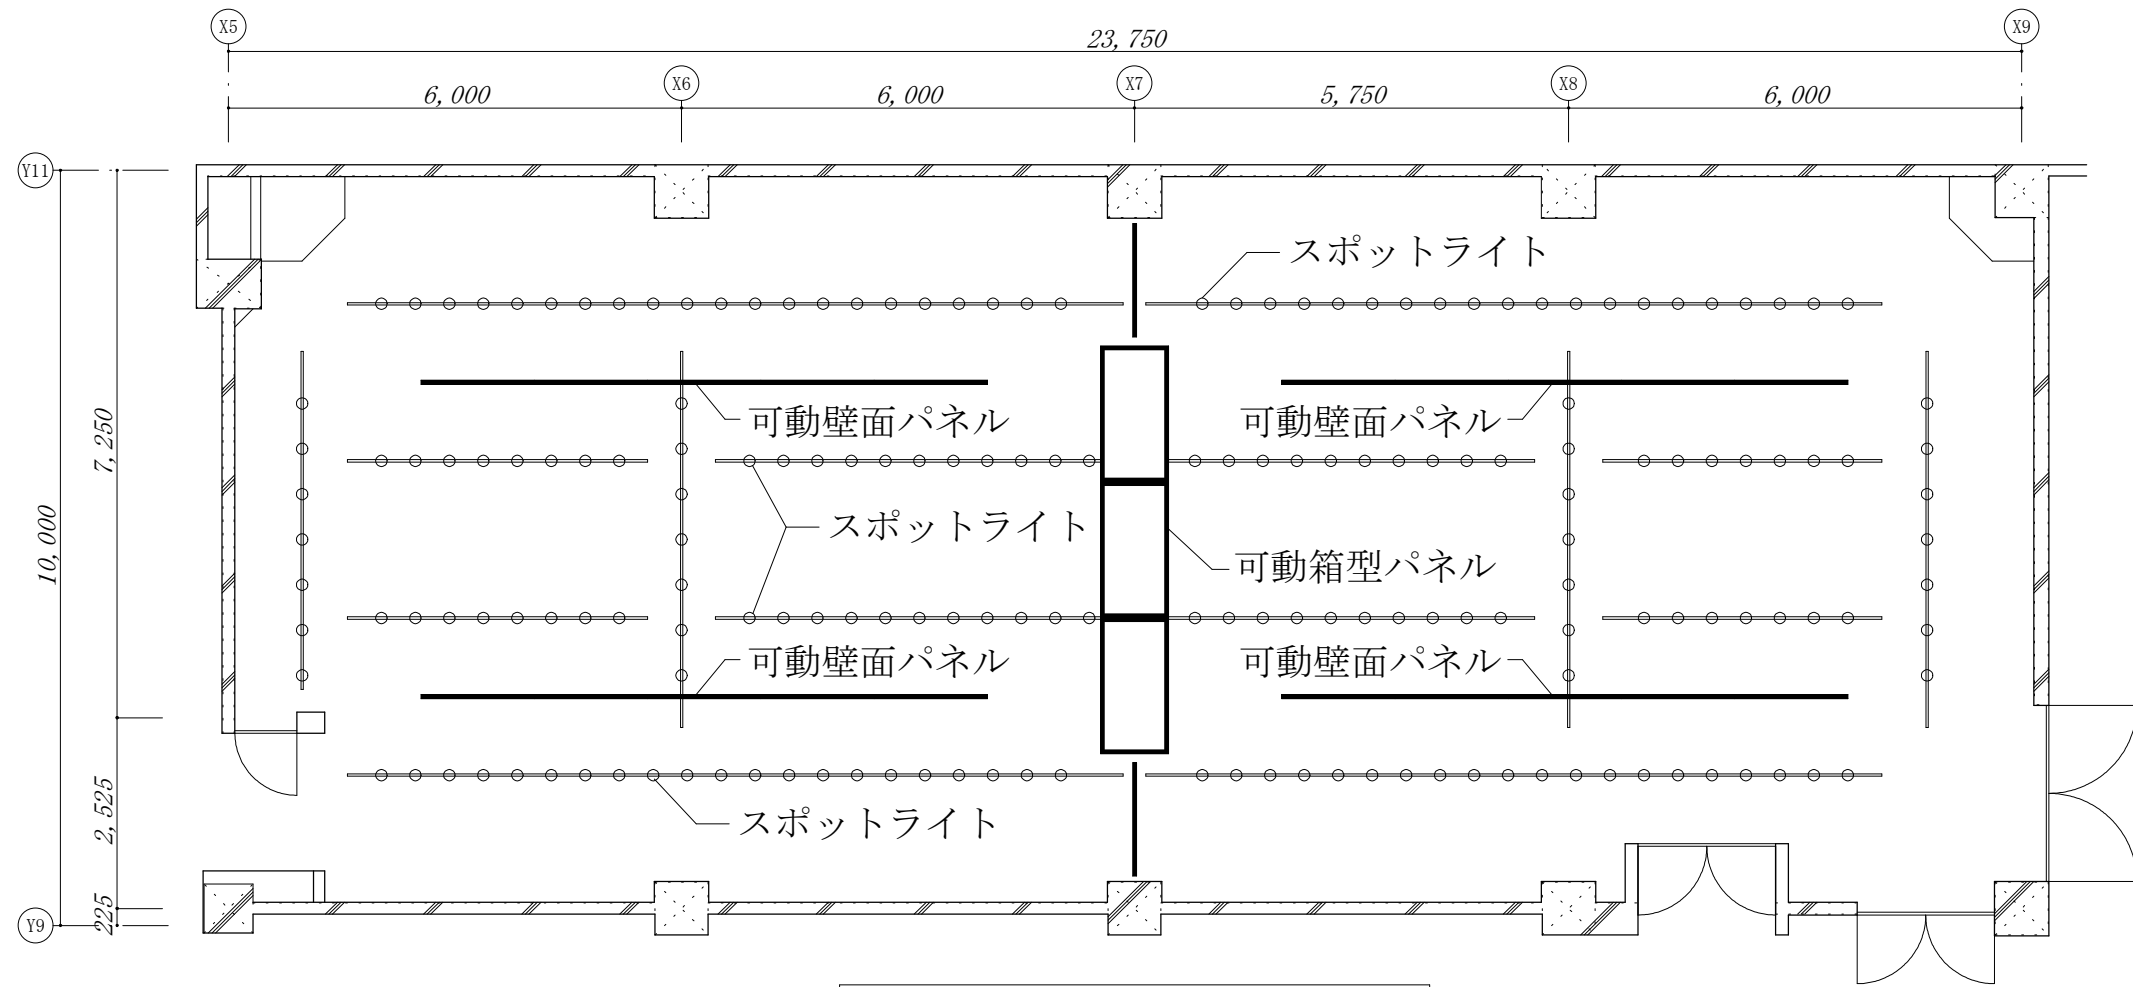 X5
X9
23,750
X6
X7
X8
6,000
6,000
5,750
6,000
Y11
スポットライト
可動壁面パネル
可動壁面パネル
7,250
10,000
スポットライト
可動箱型パネル
可動壁面パネル
可動壁面パネル
2,525
スポットライト
225
Y9